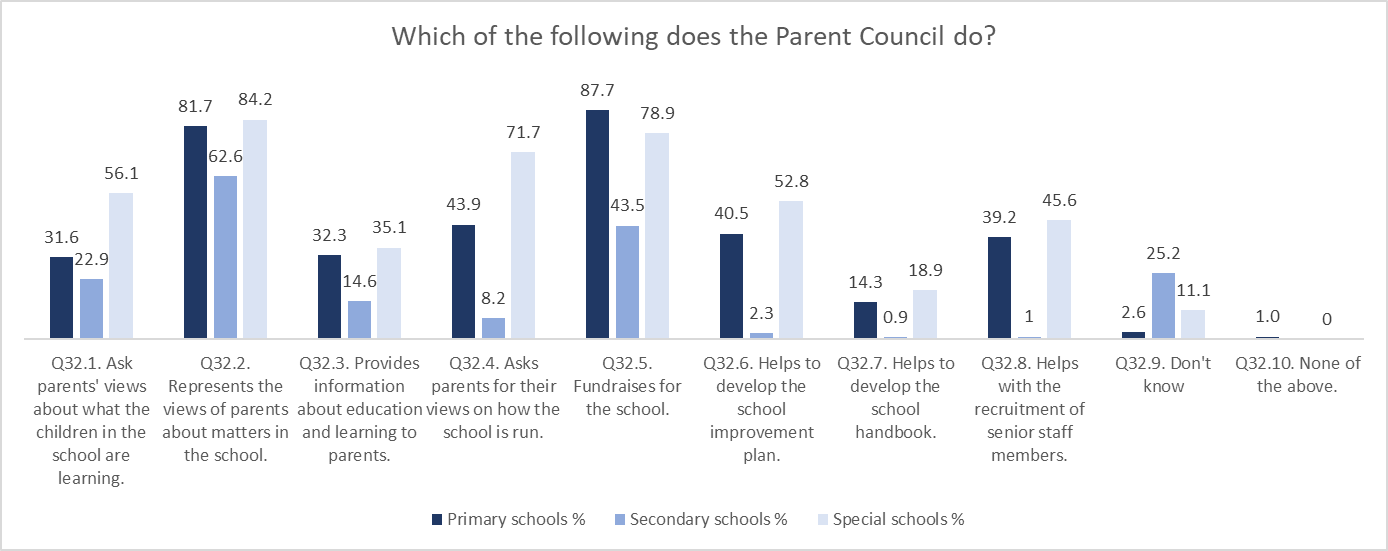 Which of the following does the Parent Council do?
31.6
22.9
56.1
81.7
62.6
84.2
32.3
14.6
35.1
43.9
8.2
71.7
87.7
43.5
78.9
40.5
2.3
52.8
14.3
0.9
18.9
39.2
1
45.6
2.6
25.2
11.1
1.0
0
Q32.1. Ask
parents' views
about what the
children in the
school are
learning.
Q32.2.
Represents the
views of parents
about matters in
the school.
Q32.3. Provides
information
about education
and learning to
parents.
Q32.4. Asks
parents for their
views on how the
school is run.
Q32.5.
Fundraises for
the school.
Q32.6. Helps to
develop the
school
improvement
plan.
Q32.7. Helps to
develop the
school
handbook.
Q32.8. Helps
with the
recruitment of
senior staff
members.
Q32.9. Don't
know
Q32.10. None of
the above.
Primary schools %
Secondary schools %
Special schools %